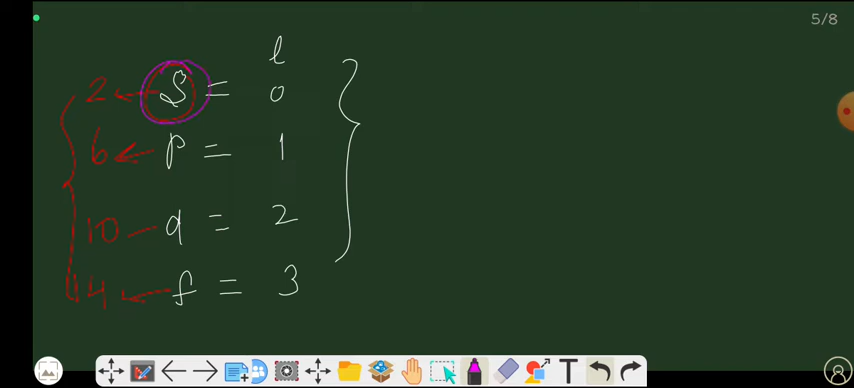 5/8
l
2 ← S = 0
6 ← p = 1
10 — d = 2
14 ← f = 3
T